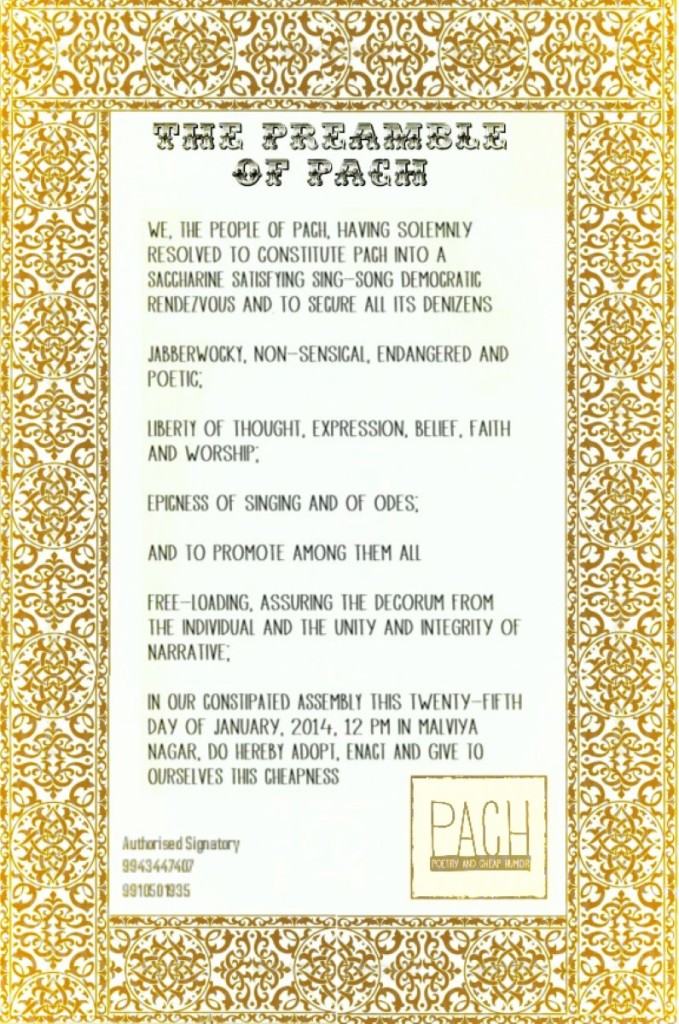 THE PREAMBLE
OF PACH
WE, THE PEOPLE OF PACH, HAVING SOLEMNLY
RESOLVED TO CONSTITUTE PACH INTO A
SACCHARINE SATISFYING SING-SONG DEMOCRATIC
RENDEZVOUS AND TO SECURE ALL ITS DENIZENS
JABBERWOCKY, NON-SENSICAL, ENDANGERED AND
POETIC;
LIBERTY OF THOUGHT, EXPRESSION, BELIEF, FAITH
AND WORSHIP;
EPICNESS OF SINGING AND OF ODES;
AND TO PROMOTE AMONG THEM ALL
FREE-LOADING, ASSURING THE DECORUM FROM
THE INDIVIDUAL AND THE UNITY AND INTEGRITY OF
NARRATIVE;
IN OUR CONSTIPATED ASSEMBLY THIS TWENTY-FIFTH
DAY OF JANUARY, 2014, 12 PM IN MALVIYA
NAGAR, DO HEREBY ADOPT, ENACT AND GIVE TO
OURSELVES THIS CHEAPNESS
PACH
POETRY AND CHEAP HUMOR
Authorised Signatory
9943447407
9910501935